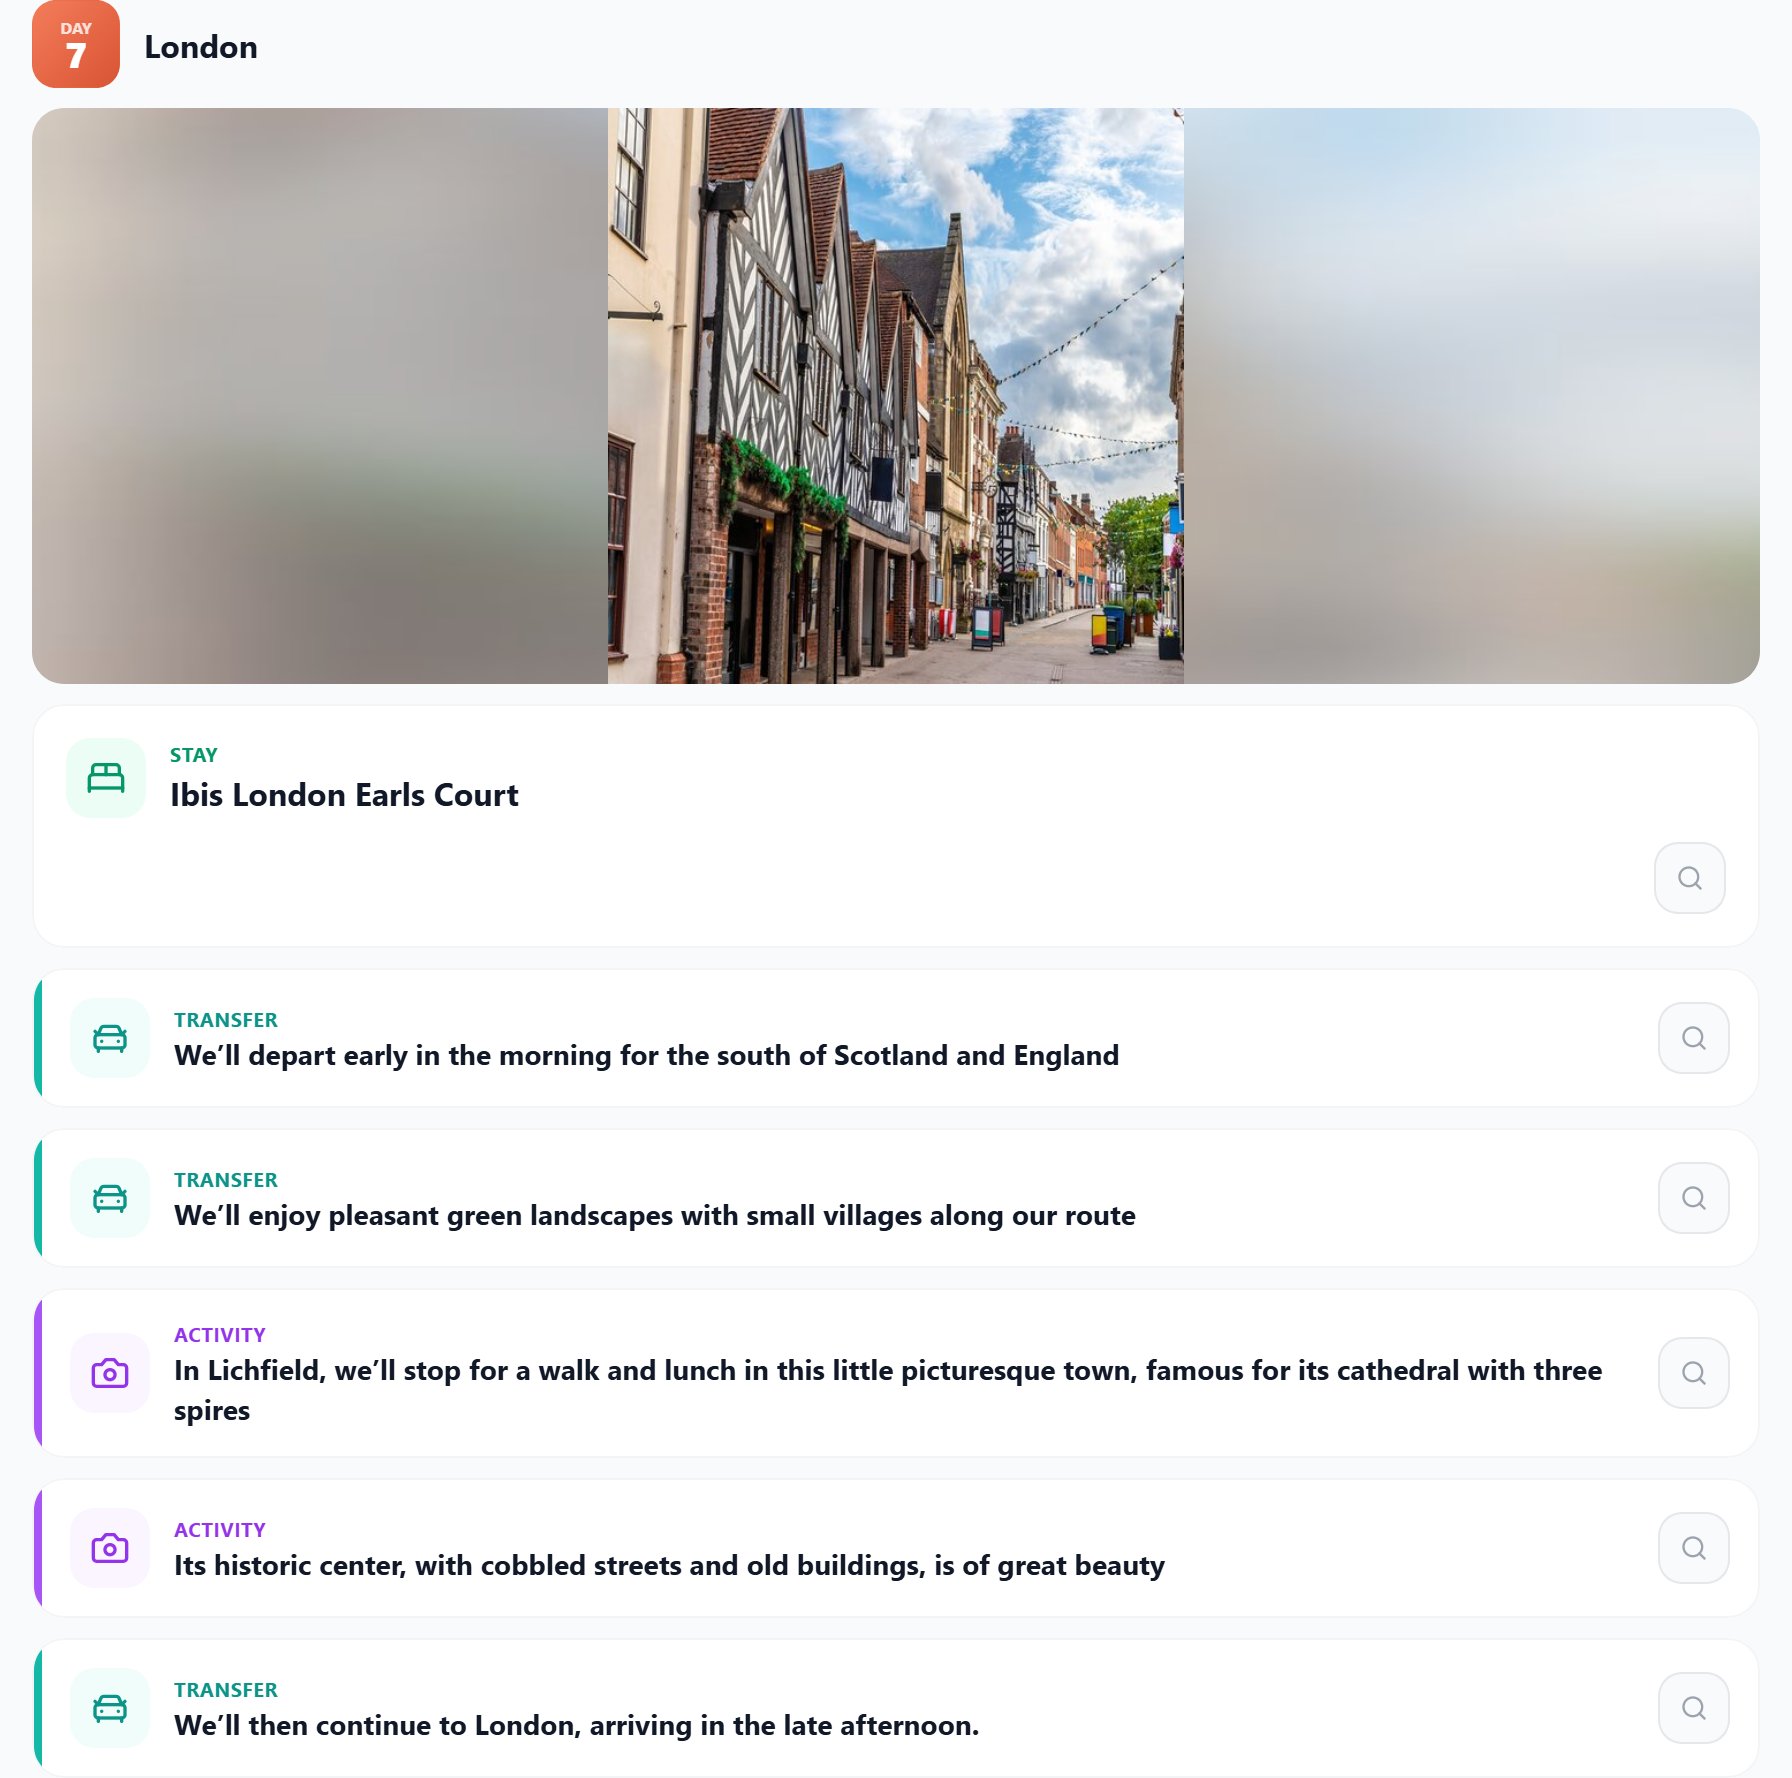 DAY
7
London
STAY
Ibis London Earls Court
TRANSFER
We’ll depart early in the morning for the south of Scotland and England
TRANSFER
We’ll enjoy pleasant green landscapes with small villages along our route
ACTIVITY
In Lichfield, we’ll stop for a walk and lunch in this little picturesque town, famous for its cathedral with three
spires
ACTIVITY
Its historic center, with cobbled streets and old buildings, is of great beauty
TRANSFER
We’ll then continue to London, arriving in the late afternoon.